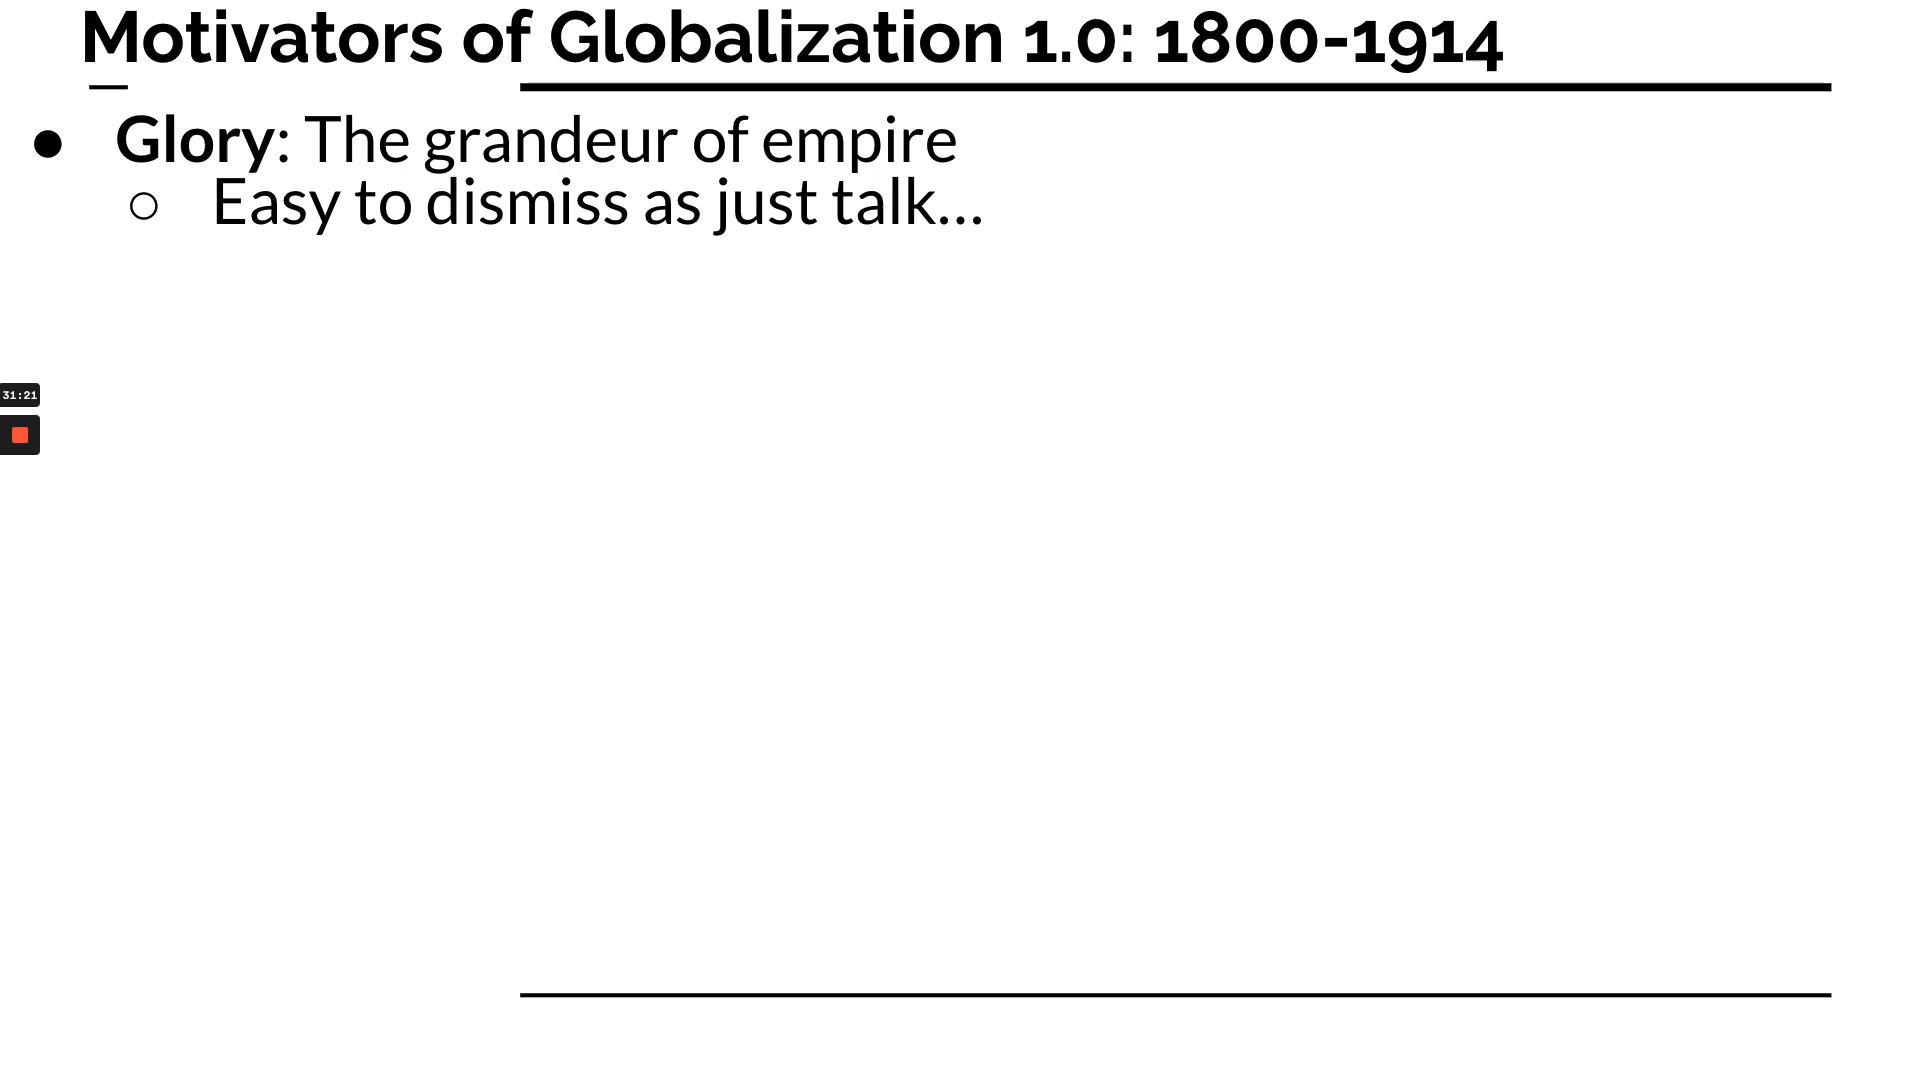 Motivators of Globalization 1.0: 1800-1914
● Glory: The grandeur of empire
○ Easy to dismiss as just talk…
31:21